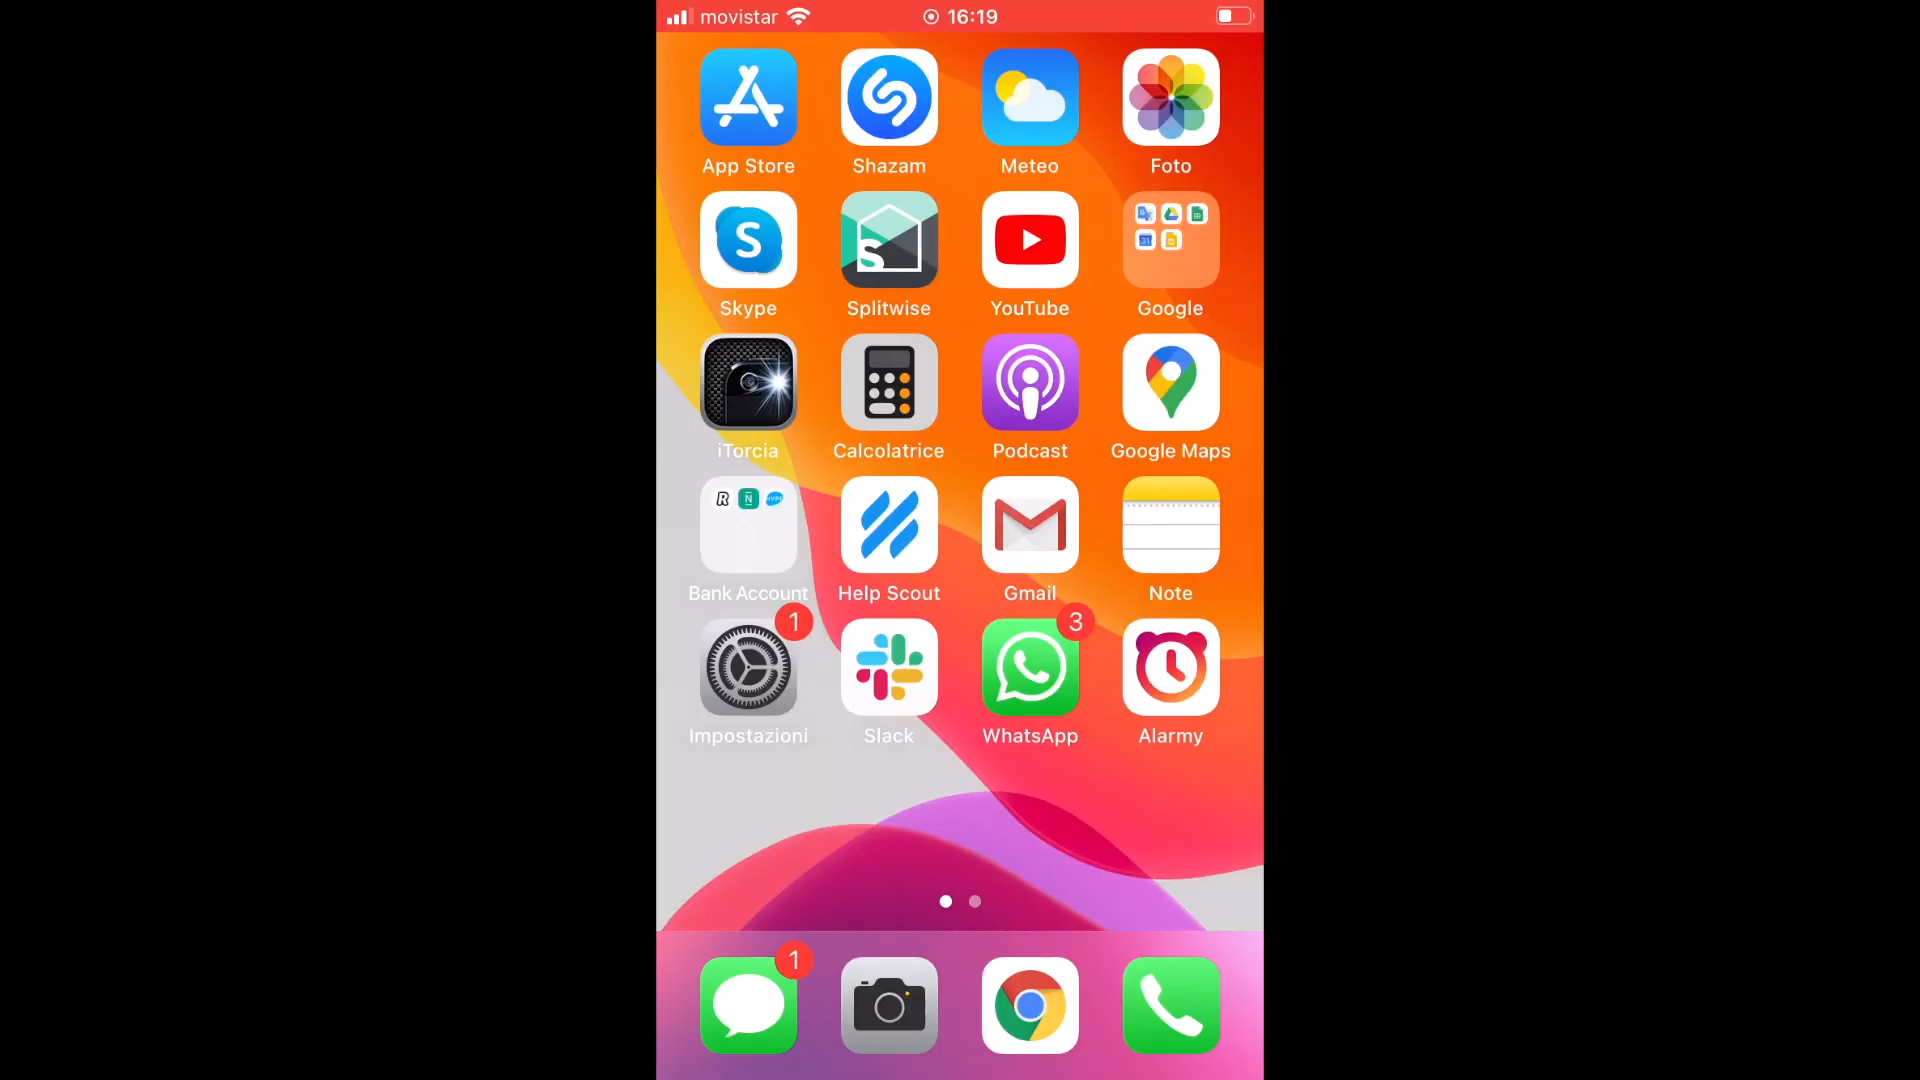 movistar 16:19
App Store Shazam Meteo Foto
Skype Splitwise YouTube Google
iTorcia Calcolatrice Podcast Google Maps
Bank Account Help Scout Gmail Note
1 3
Impostazioni Slack WhatsApp Alarmy
1